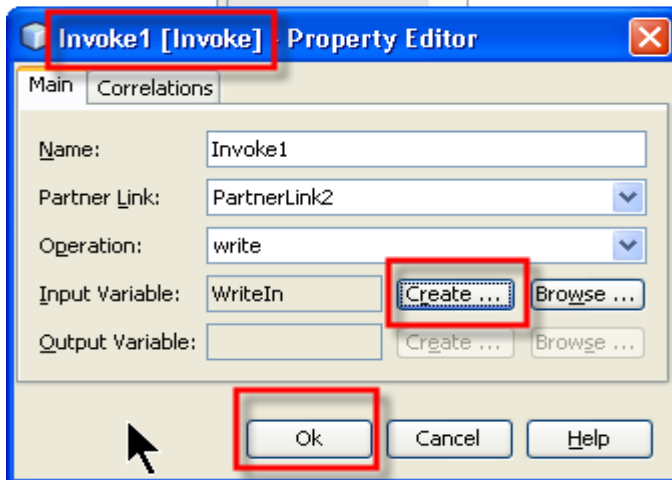 Invoke1 [Invoke] - Property Editor
Main Correlations
Name: Invoke1
Partner Link: PartnerLink2
Operation: write
Input Variable: WriteIn Create ... Browse ...
Output Variable: Create ... Browse ...
Ok Cancel Help